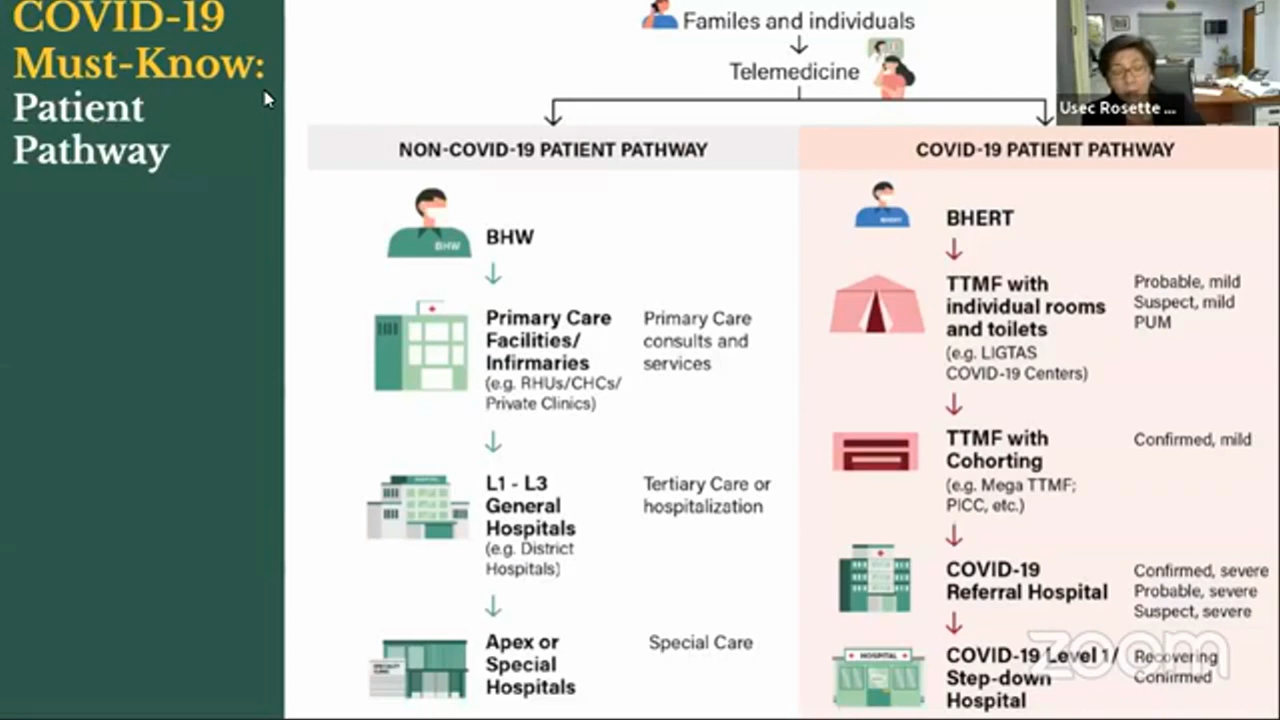 COVID-19
Must-Know:
Patient
Pathway
Familes and individuals
Telemedicine
Usec Rosette ...
NON-COVID-19 PATIENT PATHWAY
BHW
BHW
Primary Care
Facilities/
Infirmaries
(e.g. RHUs/CHCs/
Private Clinics)
Primary Care
consults and
services
L1 - L3
General
Hospitals
(e.g. District
Hospitals)
Tertiary Care or
hospitalization
HOSPITAL
Apex or
Special
Hospitals
Special Care
SPECIALTY
CLINIC
COVID-19 PATIENT PATHWAY
BHERT
BHERT
TTMF with
individual rooms
and toilets
(e.g. LIGTAS
COVID-19 Centers)
Probable, mild
Suspect, mild
PUM
TTMF with
Cohorting
(e.g. Mega TTMF;
PICC, etc.)
Confirmed, mild
COVID-19
Referral Hospital
Confirmed, severe
Probable, severe
Suspect, severe
HOSPITAL
COVID-19 Level 1/
Step-down
Hospital
Recovering
Confirmed
zoom